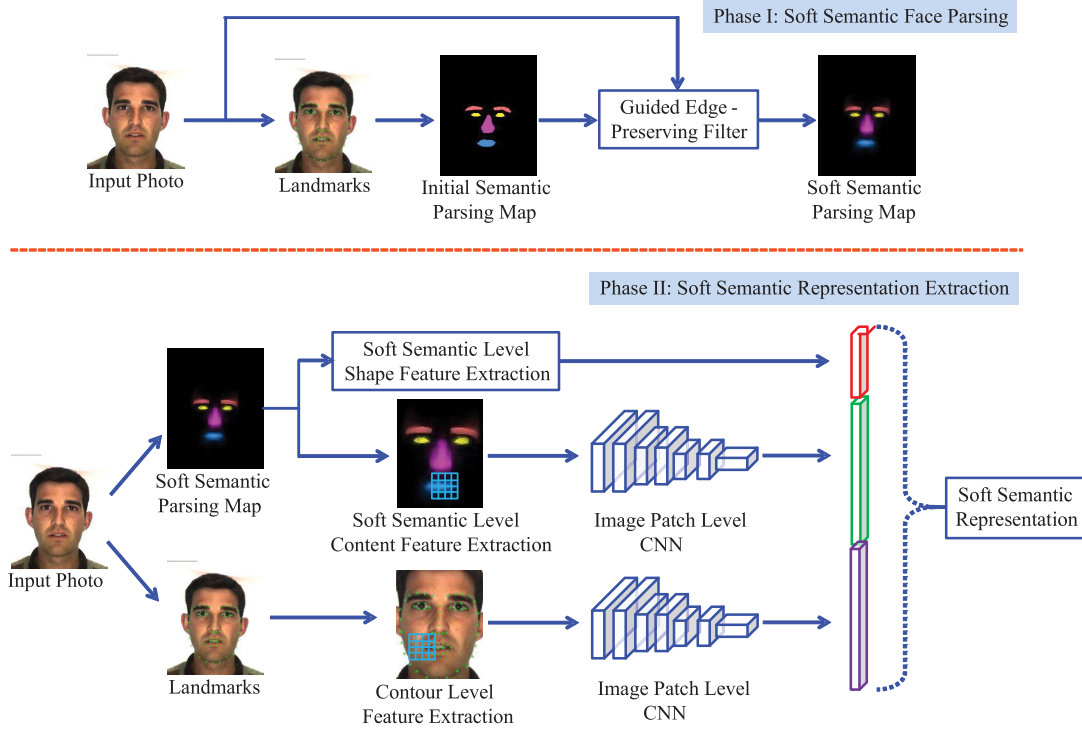 Phase I: Soft Semantic Face Parsing
Guided Edge -
Preserving Filter
Input Photo
Landmarks
Initial Semantic
Parsing Map
Soft Semantic
Parsing Map
Phase II: Soft Semantic Representation Extraction
Soft Semantic Level
Shape Feature Extraction
Soft Semantic
Parsing Map
Soft Semantic Level
Content Feature Extraction
Image Patch Level
CNN
Soft Semantic
Representation
Input Photo
Landmarks
Contour Level
Feature Extraction
Image Patch Level
CNN